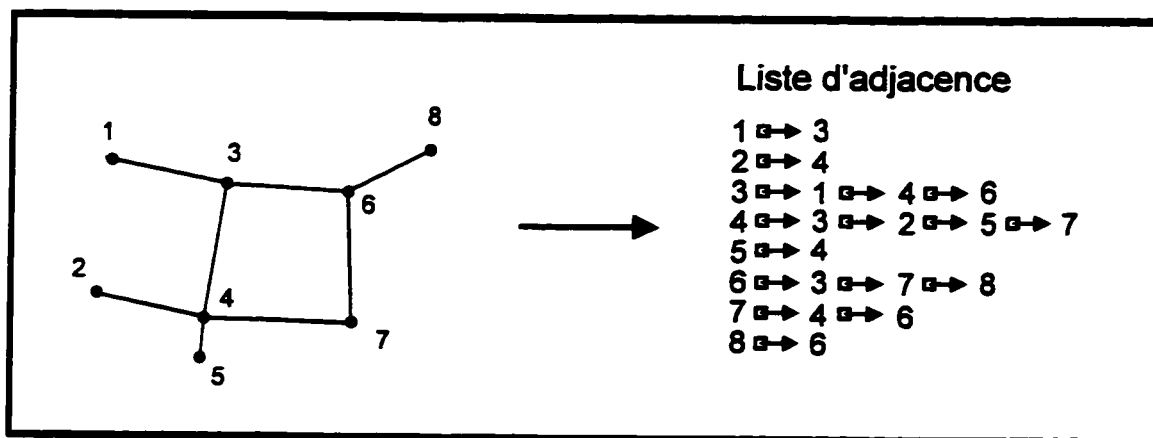 1
3
8
6
2
4
7
5
Liste d'adjacence
1 → 3
2 → 4
3 → 1 → 4 → 6
4 → 3 → 2 → 5 → 7
5 → 4
6 → 3 → 7 → 8
7 → 4 → 6
8 → 6